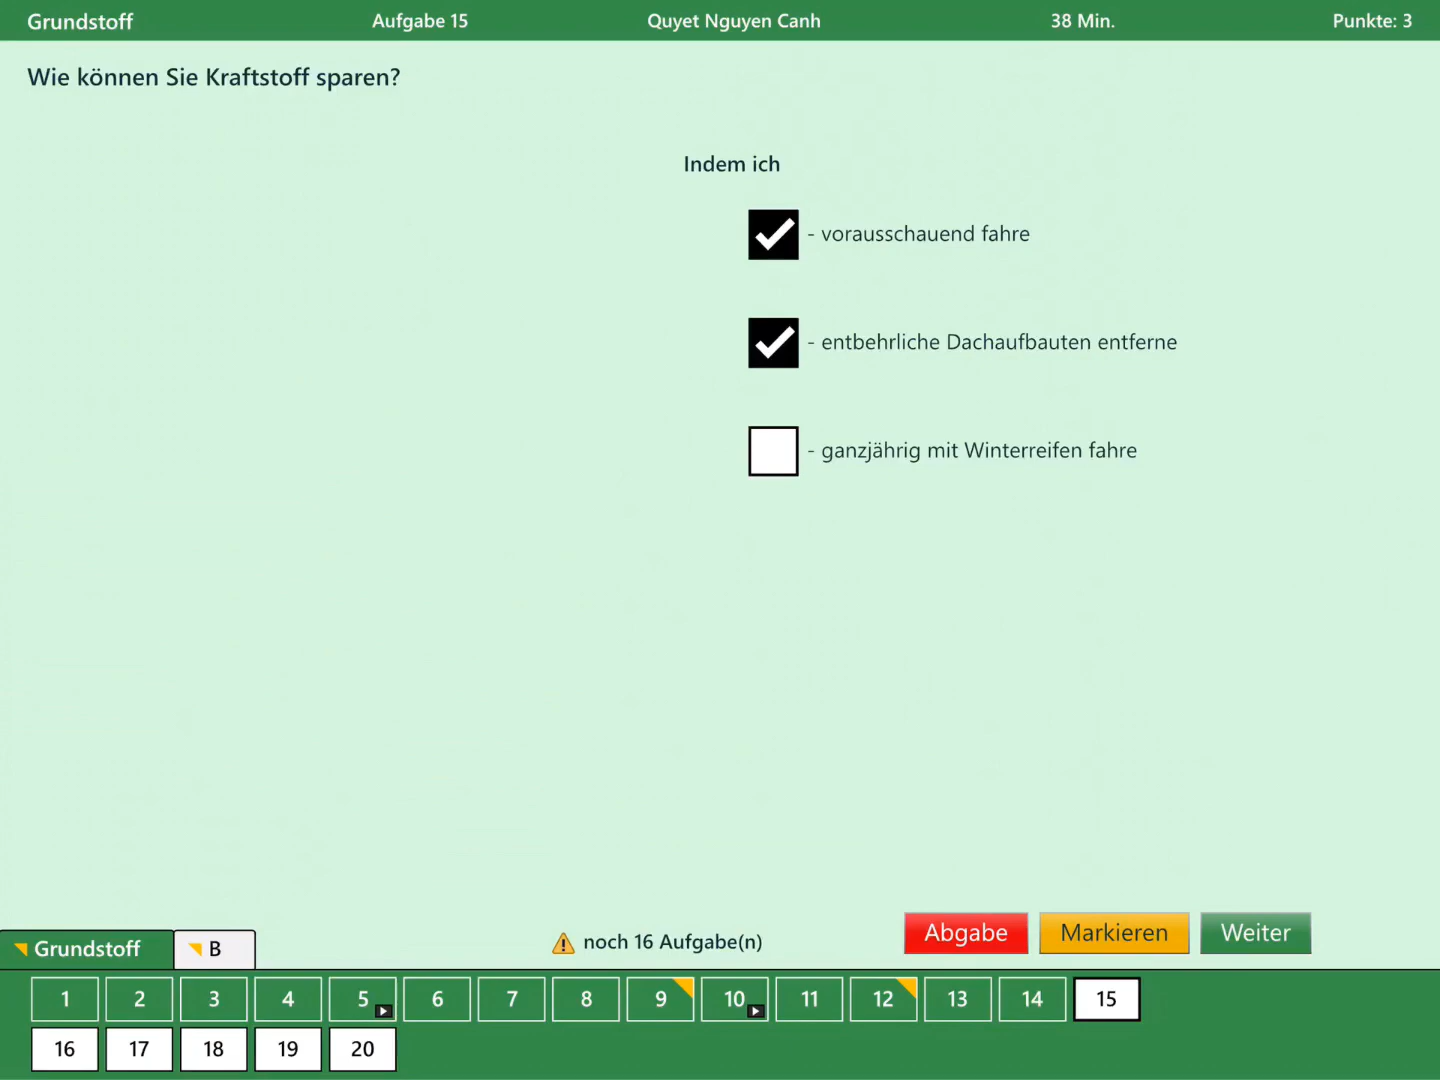 Grundstoff Aufgabe 15 Quyet Nguyen Canh 38 Min. Punkte: 3
Wie können Sie Kraftstoff sparen?
Indem ich
- vorausschauend fahre
- entbehrliche Dachaufbauten entferne
- ganzjährig mit Winterreifen fahre
Grundstoff B noch 16 Aufgabe(n) Abgabe Markieren Weiter
1 2 3 4 5 6 7 8 9 10 11 12 13 14 15
16 17 18 19 20